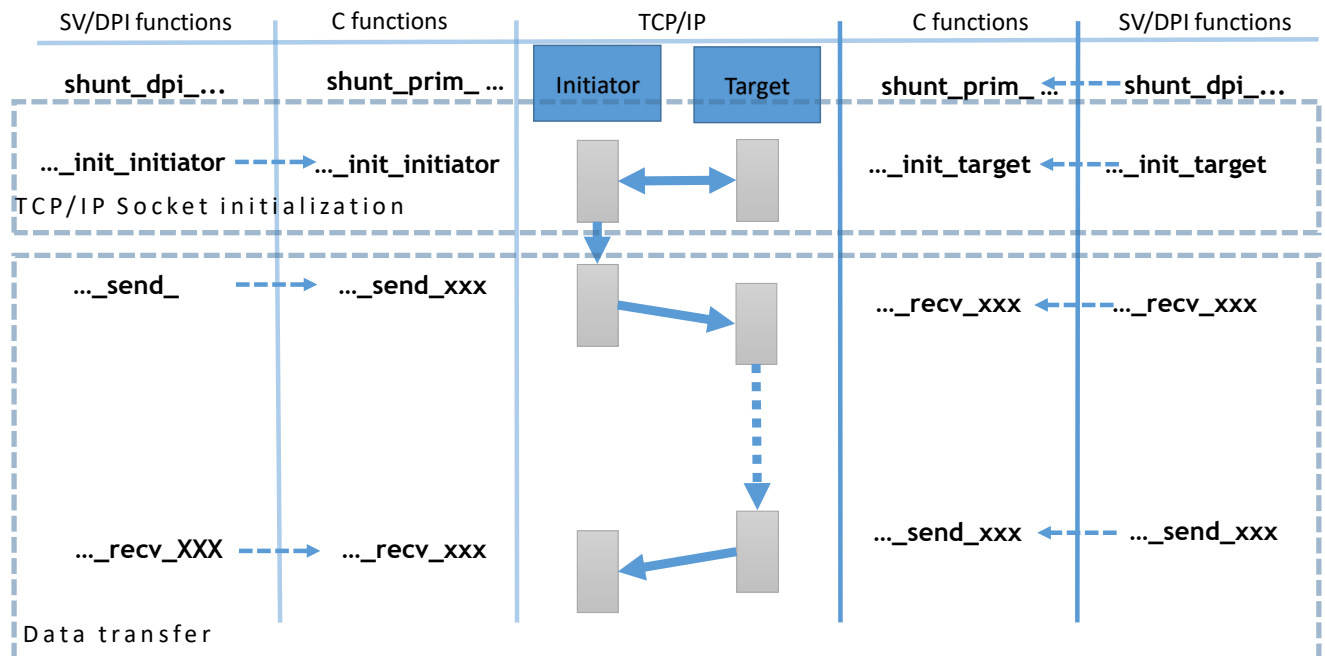 SV/DPI functions C functions TCP/IP C functions SV/DPI functions
shunt_dpi_... shunt_prim_ ... Initiator Target shunt_prim_ ... shunt_dpi_...
..._init_initiator ..._init_initiator ..._init_target ..._init_target
TCP/IP Socket initialization
..._send_ ..._send_xxx
..._recv_xxx ..._recv_xxx
..._send_xxx ..._send_xxx
..._recv_XXX ..._recv_xxx
Data transfer